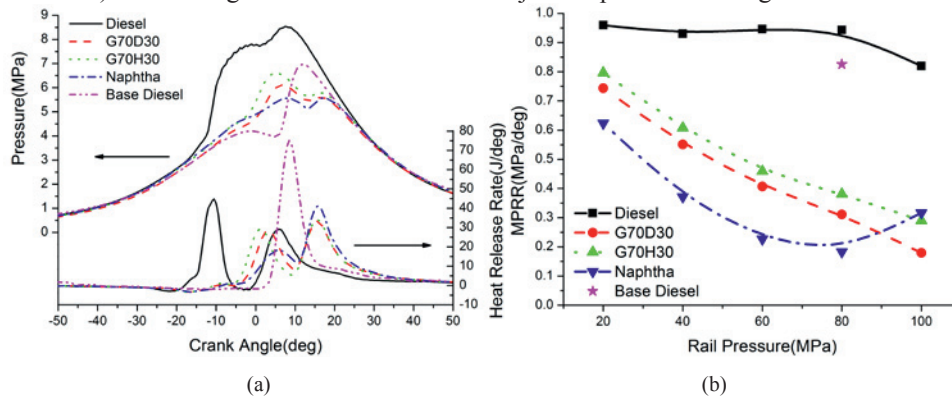 Diesel
G70D30
G70H30
Naphtha
Base Diesel
Pressure(MPa)
9
8
7
6
5
4
3
2
1
0
80
70
60
50
40
30
20
10
0
-10
Heat Release Rate(J/deg)
-50 -40 -30 -20 -10 0 10 20 30 40 50
Crank Angle(deg)
(a)
MPRR(MPa/deg)
1.0
0.9
0.8
0.7
0.6
0.5
0.4
0.3
0.2
0.1
0.0
Diesel
G70D30
G70H30
Naphtha
Base Diesel
20 40 60 80 100
Rail Pressure(MPa)
(b)